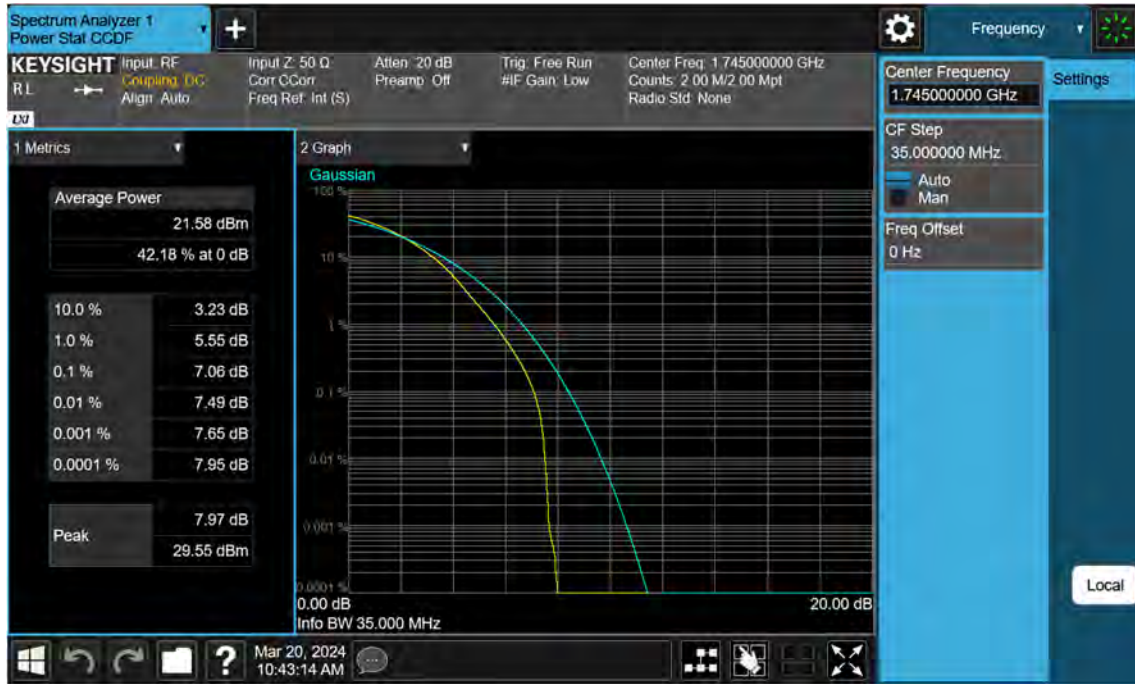 Spectrum Analyzer 1
Power Stat CCDF
+
Frequency
KEYSIGHT
RL
LXI
Input: RF
Coupling: DC
Align: Auto
Input Z: 50 Ω
Corr CCorr
Freq Ref: Int (S)
Atten: 20 dB
Preamp: Off
Trig: Free Run
#IF Gain: Low
Center Freq: 1.745000000 GHz
Counts: 2.00 M/2.00 Mpt
Radio Std: None
Center Frequency
1.745000000 GHz
Settings
CF Step
35.000000 MHz
Auto
Man
Freq Offset
0 Hz
Local
1 Metrics
Average Power
21.58 dBm
42.18 % at 0 dB
10.0 % 3.23 dB
1.0 % 5.55 dB
0.1 % 7.06 dB
0.01 % 7.49 dB
0.001 % 7.65 dB
0.0001 % 7.95 dB
Peak
7.97 dB
29.55 dBm
2 Graph
Gaussian
100 %
10 %
1 %
0.1 %
0.01 %
0.001 %
0.0001 %
0.00 dB
20.00 dB
Info BW 35.000 MHz
?
Mar 20, 2024
10:43:14 AM